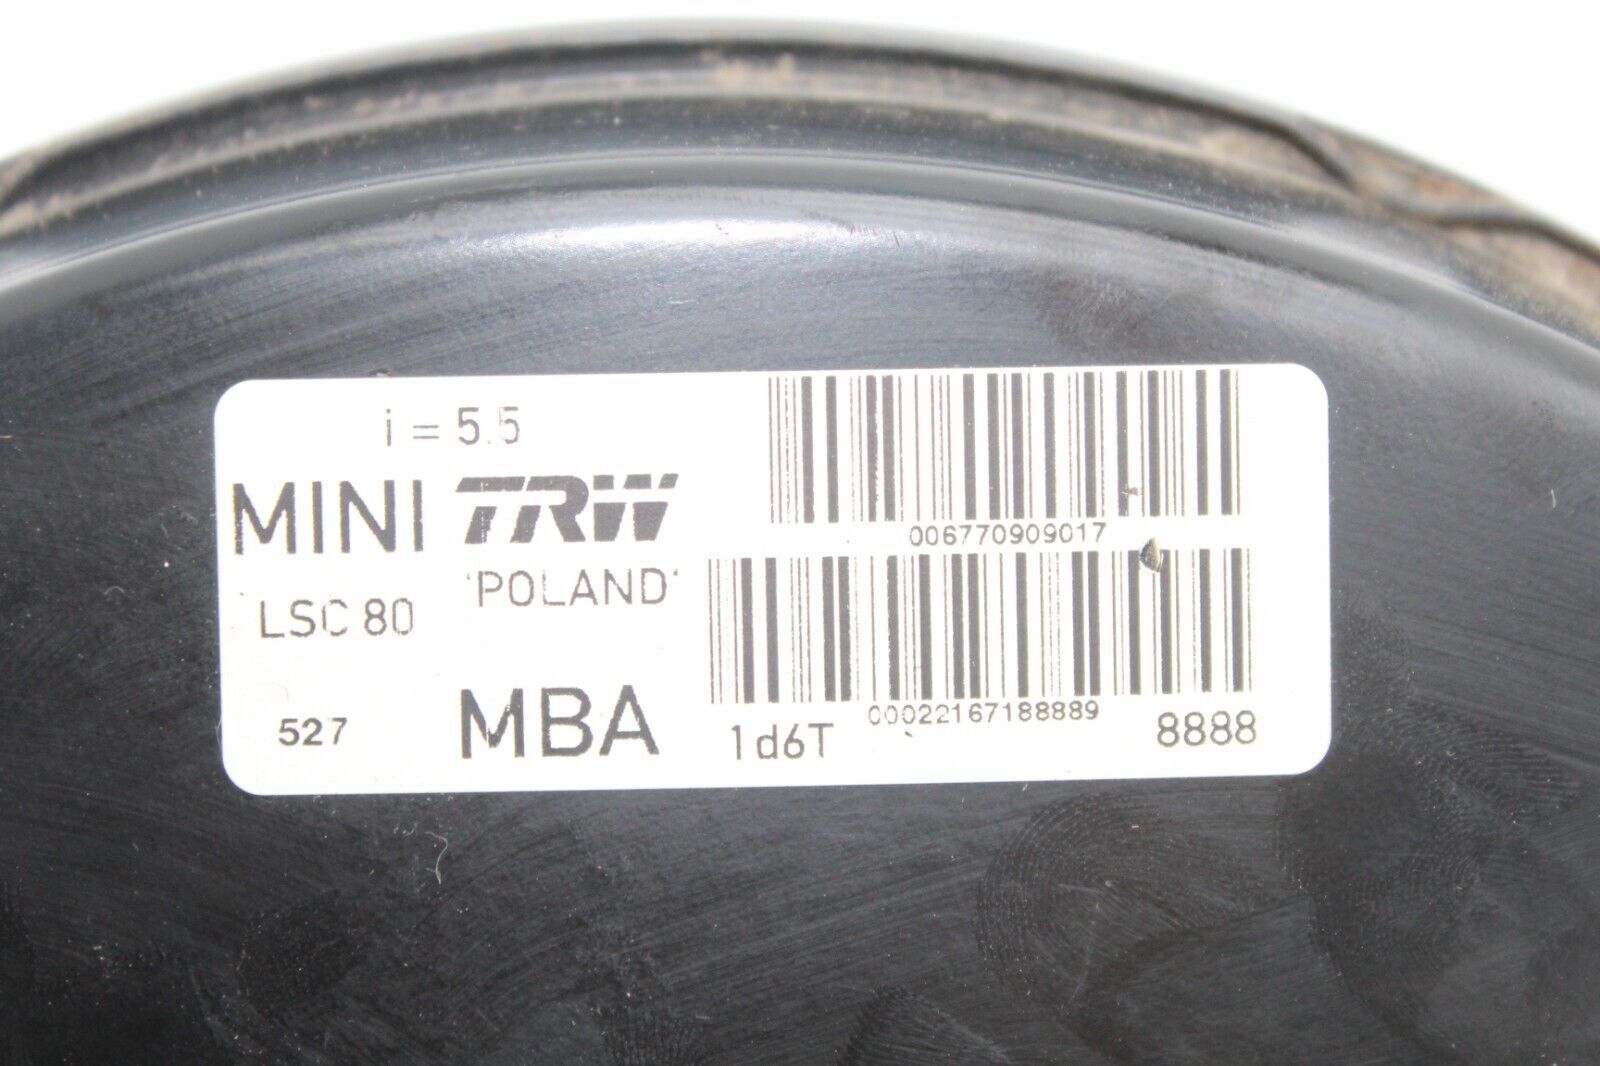 i = 5.5
MINI TRW
'POLAND'
LSC 80
527
MBA
006770909017
00022167188889
1d6T
8888